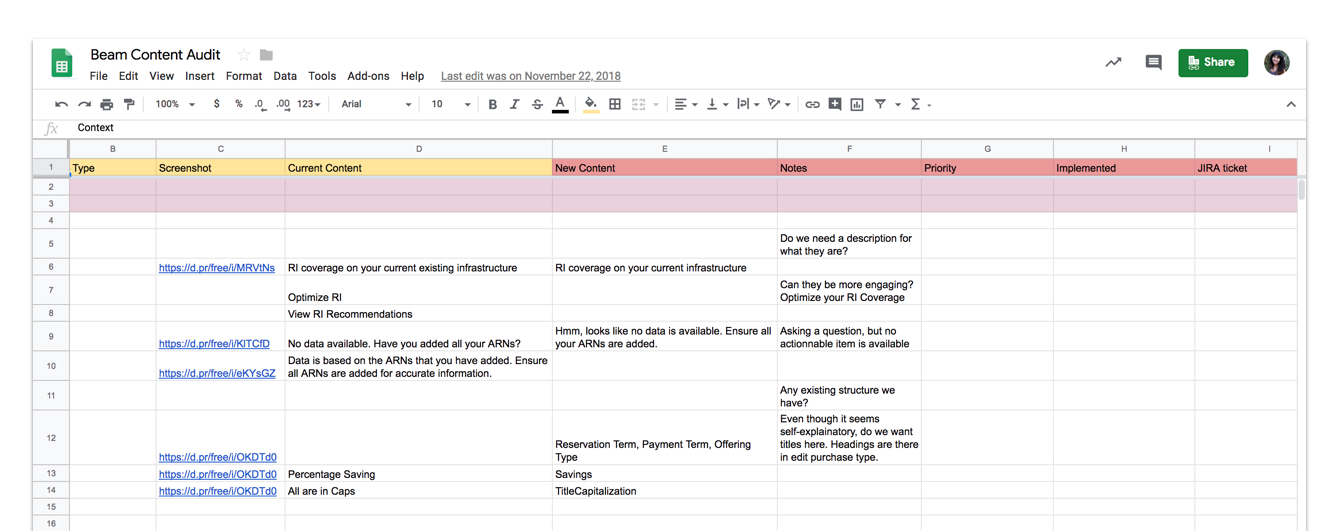 Beam Content Audit
File Edit View Insert Format Data Tools Add-ons Help Last edit was on November 22, 2018
Share
100% $ % .0 .00 123 Arial 10 B I S A
fx Context
B C D E F G H I
1 Type Screenshot Current Content New Content Notes Priority Implemented JIRA ticket
2
3
4
5 Do we need a description for
what they are?
6 https://d.pr/free/i/MRVtNs RI coverage on your current existing infrastructure RI coverage on your current infrastructure
7 Can they be more engaging?
Optimize RI Optimize your RI Coverage
8 View RI Recommendations
9 Hmm, looks like no data is available. Ensure all Asking a question, but no
https://d.pr/free/i/KlTCfD No data available. Have you added all your ARNs? your ARNs are added. actionnable item is available
10 Data is based on the ARNs that you have added. Ensure
https://d.pr/free/i/eKYsGZ all ARNs are added for accurate information.
11 Any existing structure we
have?
12 Even though it seems
self-explainatory, do we want
Reservation Term, Payment Term, Offering titles here. Headings are there
https://d.pr/free/i/OKDTd0 Type in edit purchase type.
13 https://d.pr/free/i/OKDTd0 Percentage Saving Savings
14 https://d.pr/free/i/OKDTd0 All are in Caps TitleCapitalization
15
16